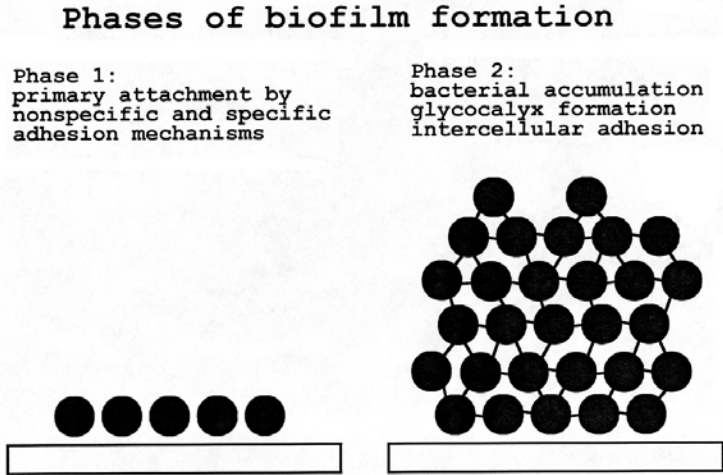 Phases of biofilm formation
Phase 1:
primary attachment by
nonspecific and specific
adhesion mechanisms
Phase 2:
bacterial accumulation
glycocalyx formation
intercellular adhesion